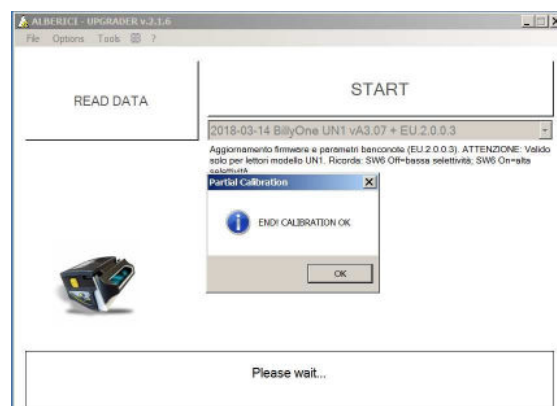 ALBERICI - UPGRADER v.2.1.6
File Options Tools ?
READ DATA
START
2018-03-14 BillyOne UN1 vA3.07 + EU.2.0.0.3
Aggiornamento firmware e parametri banconote (EU.2.0.0.3). ATTENZIONE: Valido
solo per lettori modello UN1. Ricorda: SW6 Off=bassa selettività; SW6 On=alta
selettività
Partial Calibration
END! CALIBRATION OK
OK
Please wait...